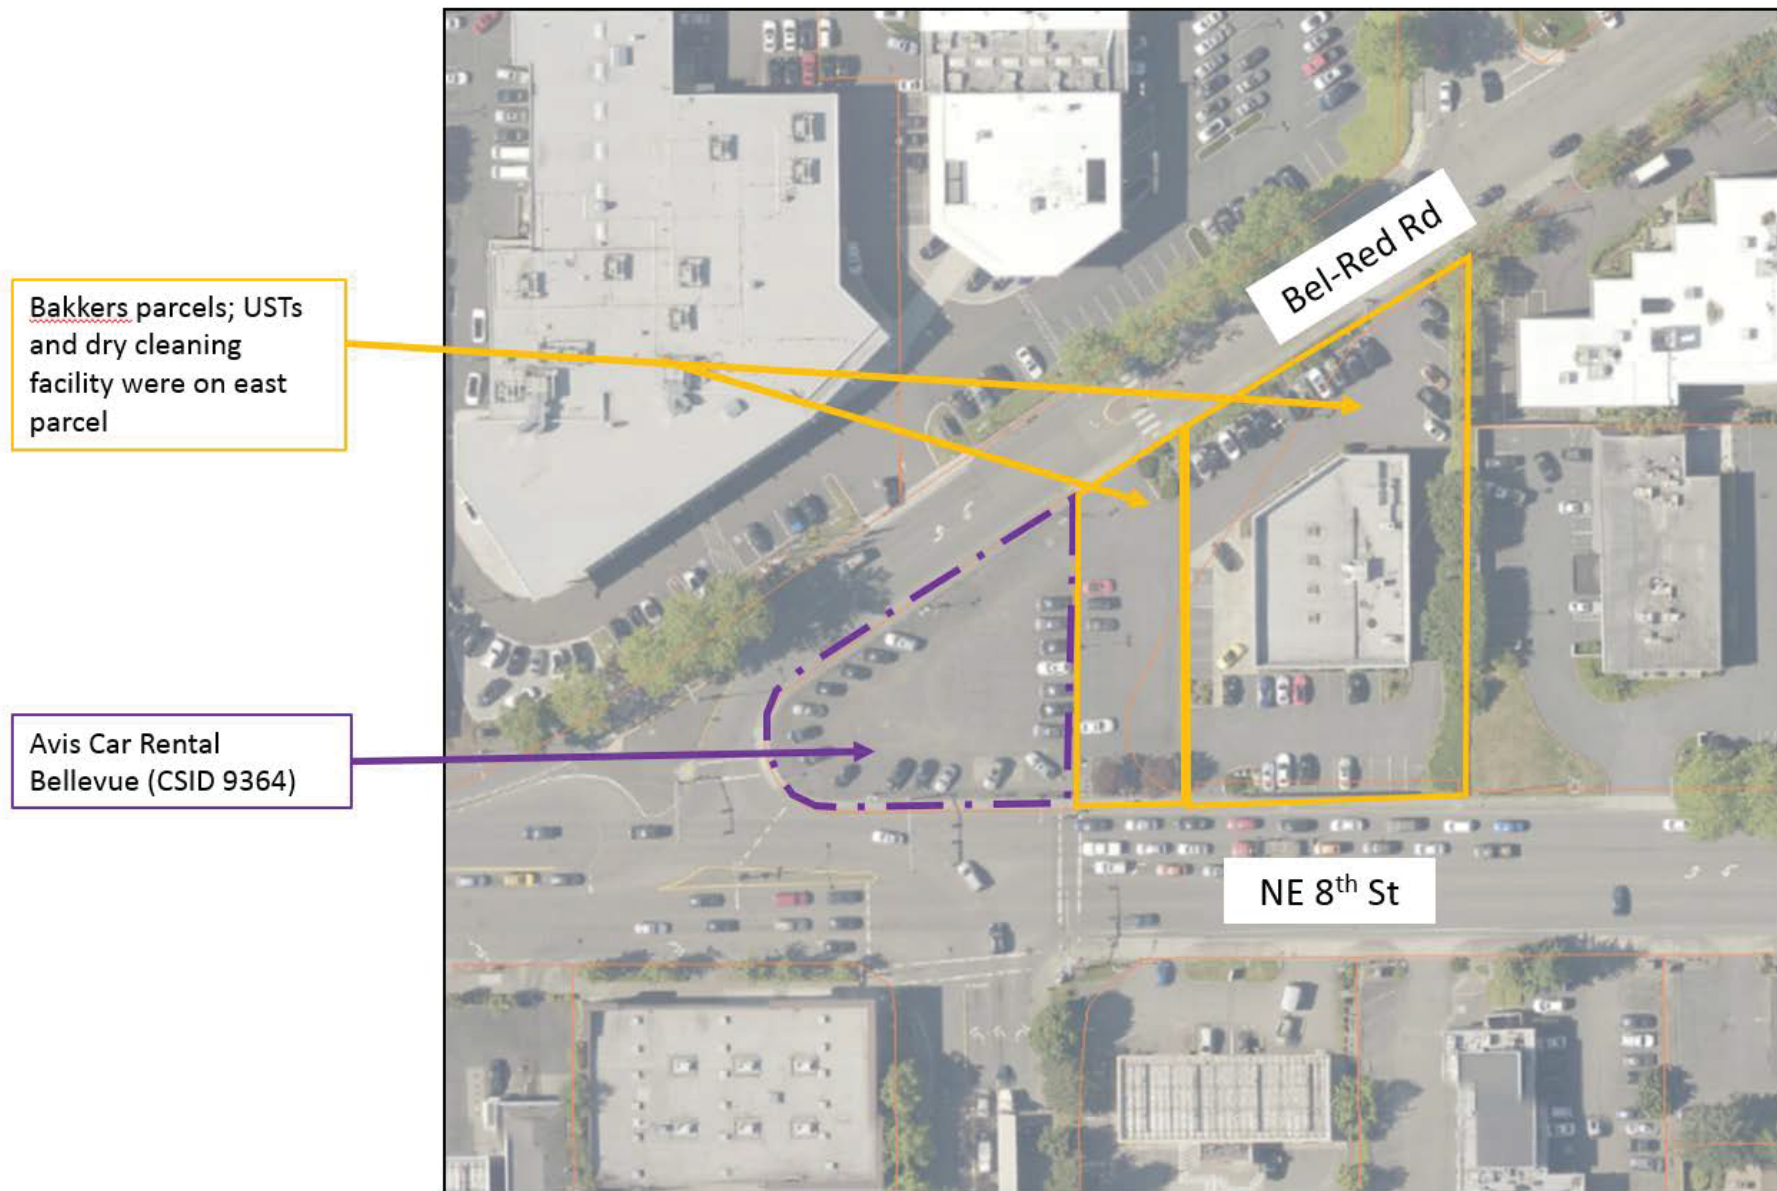 Bakkers parcels; USTs
and dry cleaning
facility were on east
parcel
Bel-Red Rd
Avis Car Rental
Bellevue (CSID 9364)
NE 8th St